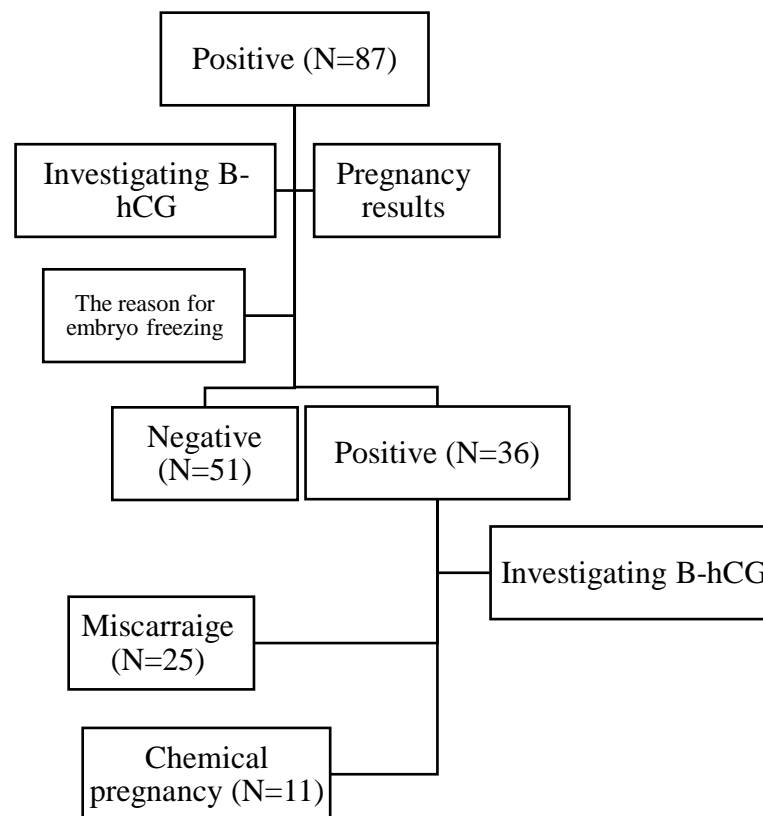 Positive (N=87)
Investigating B-
hCG
Pregnancy
results
The reason for
embryo freezing
Negative
(N=51)
Positive (N=36)
Investigating B-hCG
Miscarraige
(N=25)
Chemical
pregnancy (N=11)